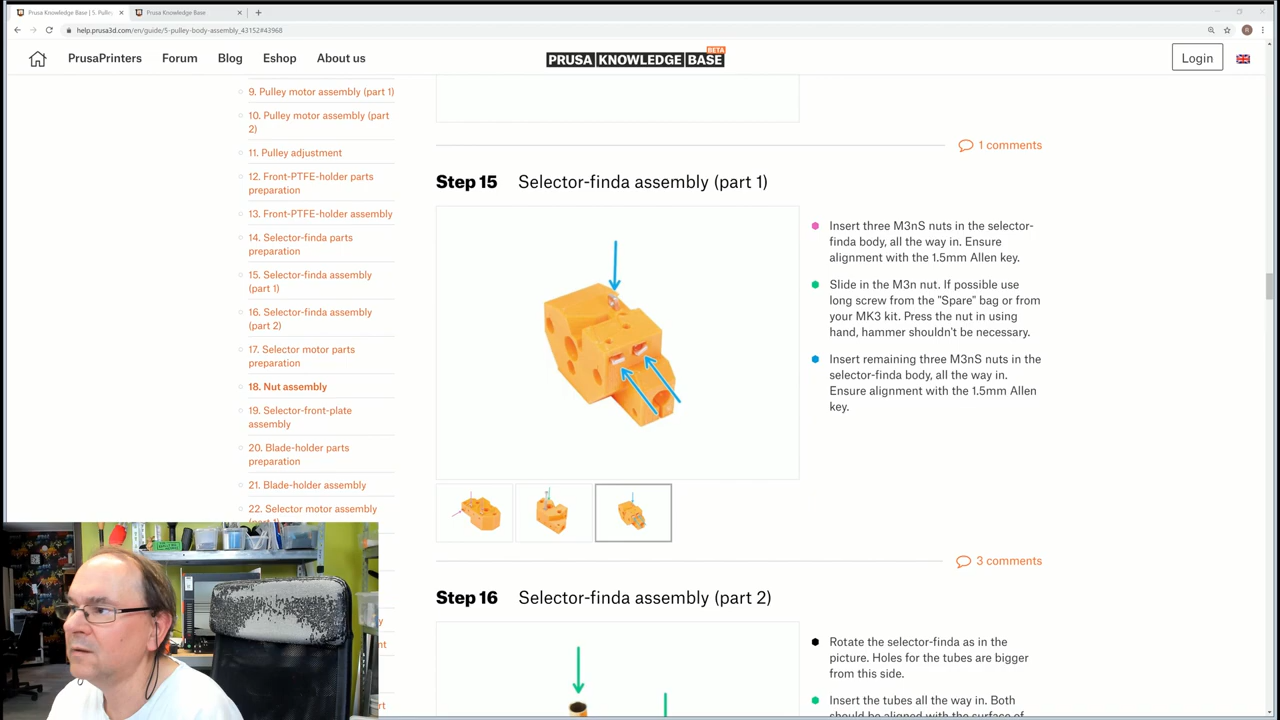 Prusa Knowledge Base | 5. Pulley
Prusa Knowledge Base
help.prusa3d.com/en/guide/5-pulley-body-assembly_43152#43968
PrusaPrinters
Forum
Blog
Eshop
About us
PRUSA KNOWLEDGE BASE
BETA
Login
9. Pulley motor assembly (part 1)
10. Pulley motor assembly (part
2)
11. Pulley adjustment
12. Front-PTFE-holder parts
preparation
13. Front-PTFE-holder assembly
14. Selector-finda parts
preparation
15. Selector-finda assembly
(part 1)
16. Selector-finda assembly
(part 2)
17. Selector motor parts
preparation
18. Nut assembly
19. Selector-front-plate
assembly
20. Blade-holder parts
preparation
21. Blade-holder assembly
22. Selector motor assembly
1 comments
Step 15 Selector-finda assembly (part 1)
Insert three M3nS nuts in the selector-
finda body, all the way in. Ensure
alignment with the 1.5mm Allen key.
Slide in the M3n nut. If possible use
long screw from the "Spare" bag or from
your MK3 kit. Press the nut in using
hand, hammer shouldn't be necessary.
Insert remaining three M3nS nuts in the
selector-finda body, all the way in.
Ensure alignment with the 1.5mm Allen
key.
3 comments
Step 16 Selector-finda assembly (part 2)
Rotate the selector-finda as in the
picture. Holes for the tubes are bigger
from this side.
Insert the tubes all the way in. Both
should be aligned with the surface of